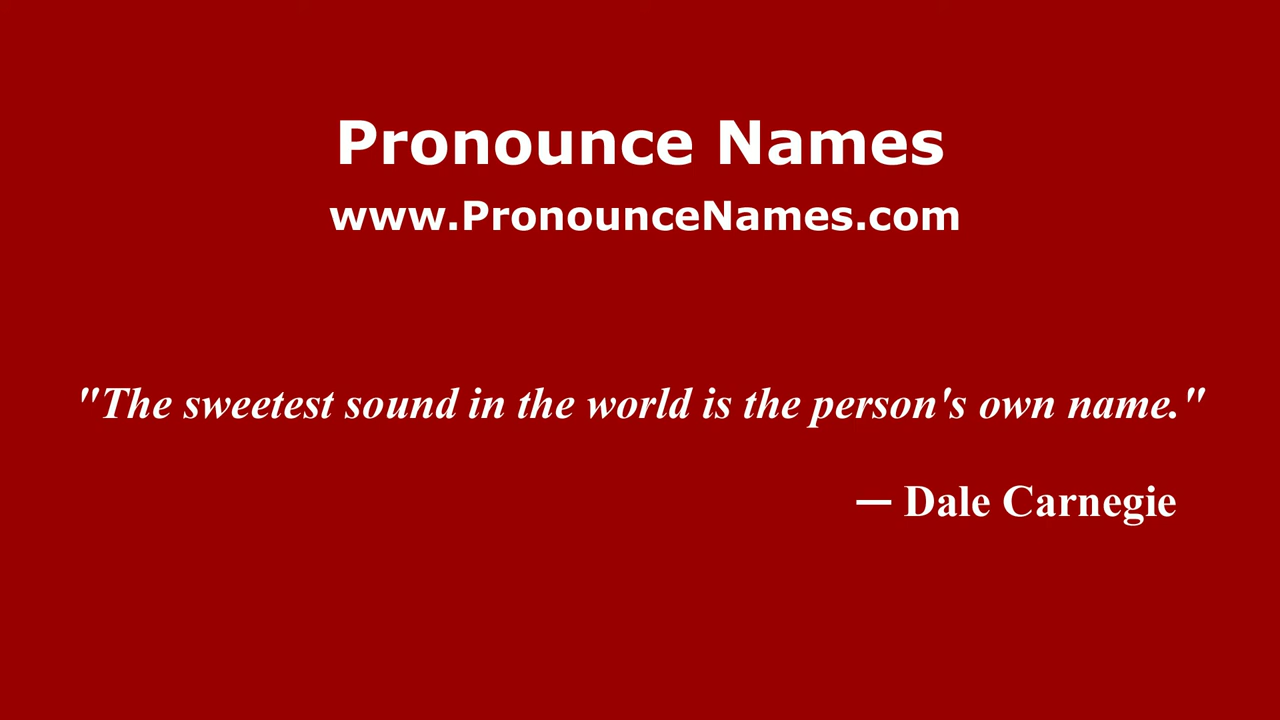 Pronounce Names
www.PronounceNames.com
"The sweetest sound in the world is the person's own name."
— Dale Carnegie